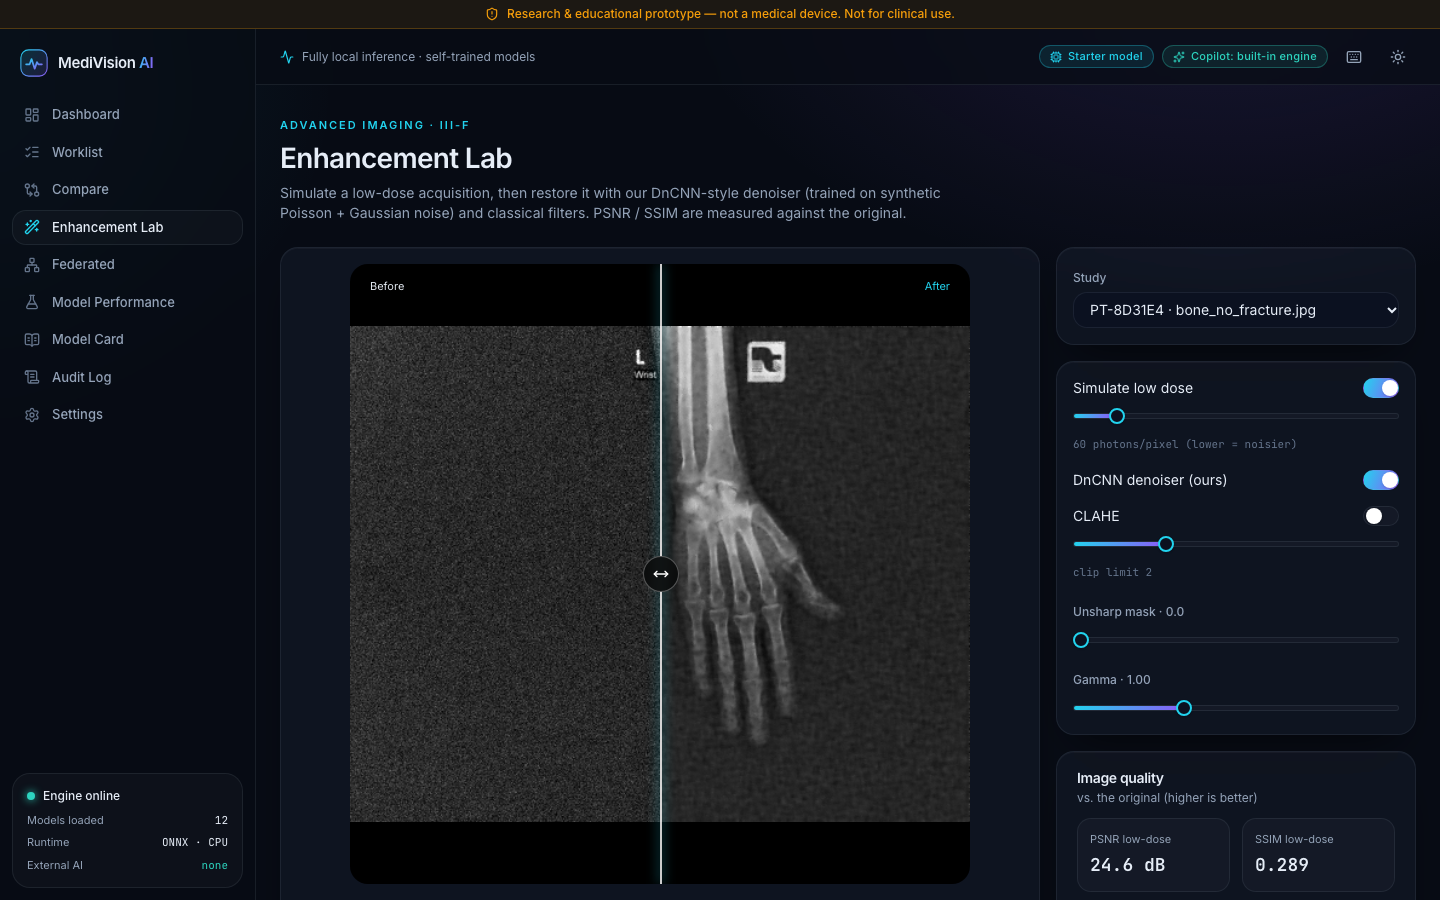 Research & educational prototype — not a medical device. Not for clinical use.
MediVision AI
Dashboard
Worklist
Compare
Enhancement Lab
Federated
Model Performance
Model Card
Audit Log
Settings
Engine online
Models loaded 12
Runtime ONNX · CPU
External AI none
Fully local inference · self-trained models
Starter model
Copilot: built-in engine
ADVANCED IMAGING · III-F
Enhancement Lab
Simulate a low-dose acquisition, then restore it with our DnCNN-style denoiser (trained on synthetic
Poisson + Gaussian noise) and classical filters. PSNR / SSIM are measured against the original.
Before
After
L
Wrist
Study
PT-8D31E4 · bone_no_fracture.jpg
Simulate low dose
60 photons/pixel (lower = noisier)
DnCNN denoiser (ours)
CLAHE
clip limit 2
Unsharp mask · 0.0
Gamma · 1.00
Image quality
vs. the original (higher is better)
PSNR low-dose
24.6 dB
SSIM low-dose
0.289